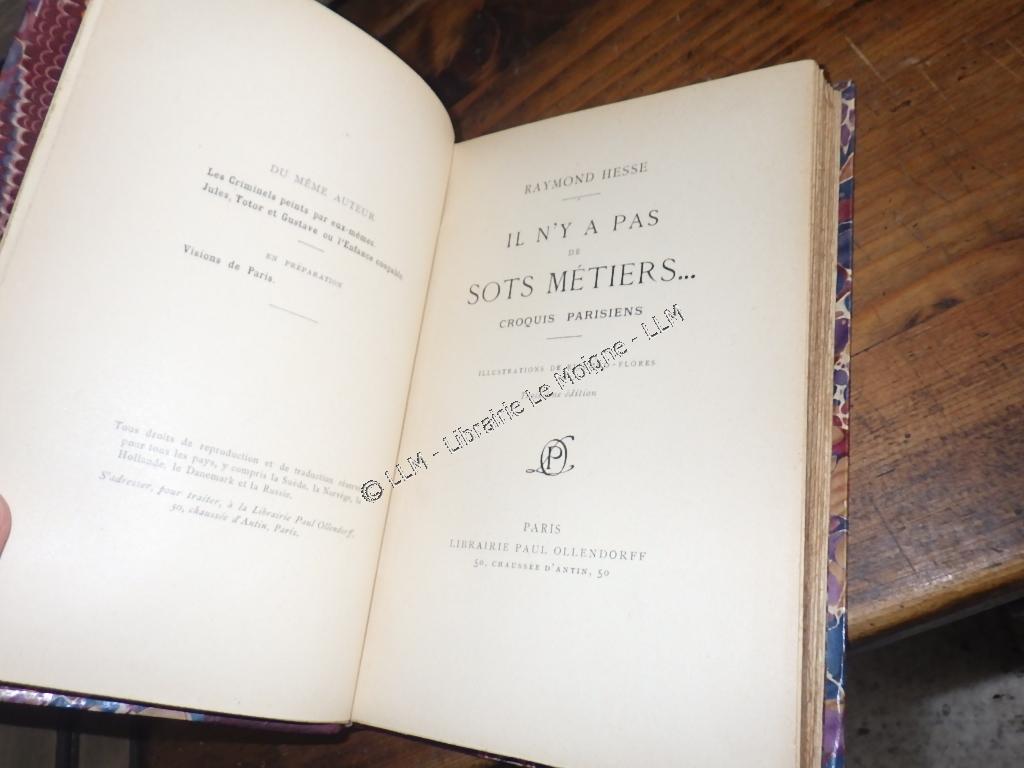 DU MÊME AUTEUR
Les Criminels peints par eux-mêmes.
Jules, Totor et Gustave ou l'Enfance coupable.
EN PRÉPARATION
Visions de Paris.
Tous droits de reproduction et de traduction
pour tous les pays, y compris la Suède, la Norvège, la
Hollande, le Danemark et la Russie.
S'adresser, pour traiter, à la Librairie Paul Ollendorff,
50, chaussée d'Antin, Paris.
RAYMOND HESSE
IL N'Y A PAS
DE
SOTS MÉTIERS...
CROQUIS PARISIENS
ILLUSTRATIONS DE -FLORES
édition
PARIS
LIBRAIRIE PAUL OLLENDORFF
50, CHAUSSÉE D'ANTIN, 50
© LLM - Librairie Le Moigne - LLM